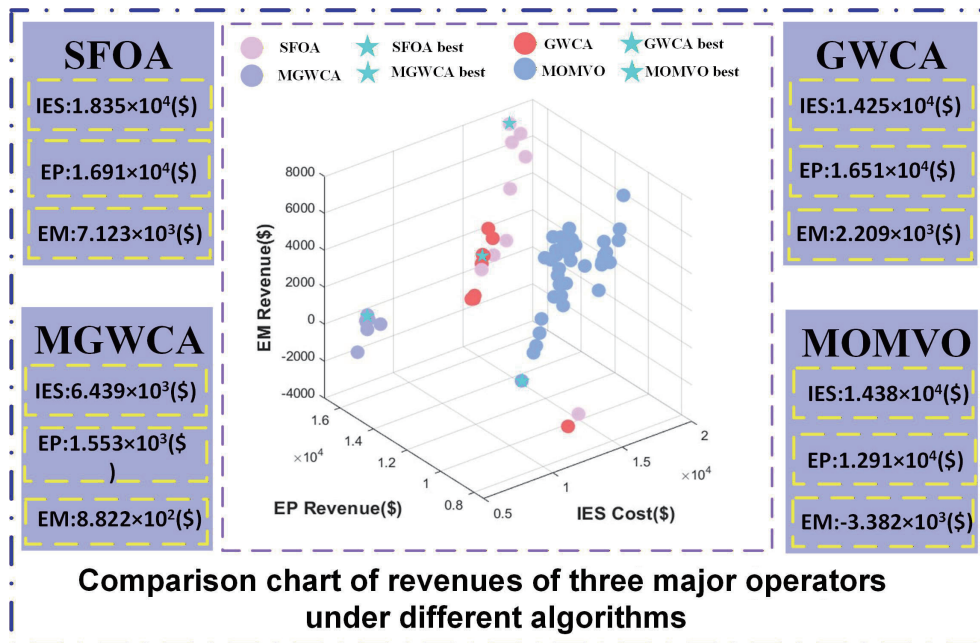 SFOA
IES:1.835×10⁴($)
EP:1.691×10⁴($)
EM:7.123×10³($)
MGWCA
IES:6.439×10³($)
EP:1.553×10³($
)
EM:8.822×10²($)
SFOA
SFOA best
GWCA
GWCA best
MGWCA
MGWCA best
MOMVO
MOMVO best
EM Revenue($)
8000
6000
4000
2000
0
-2000
-4000
1.6
1.4
1.2
1
0.8
×10⁴
EP Revenue($)
0.5
1
1.5
2
×10⁴
IES Cost($)
GWCA
IES:1.425×10⁴($)
EP:1.651×10⁴($)
EM:2.209×10³($)
MOMVO
IES:1.438×10⁴($)
EP:1.291×10⁴($)
EM:-3.382×10³($)
Comparison chart of revenues of three major operators
under different algorithms